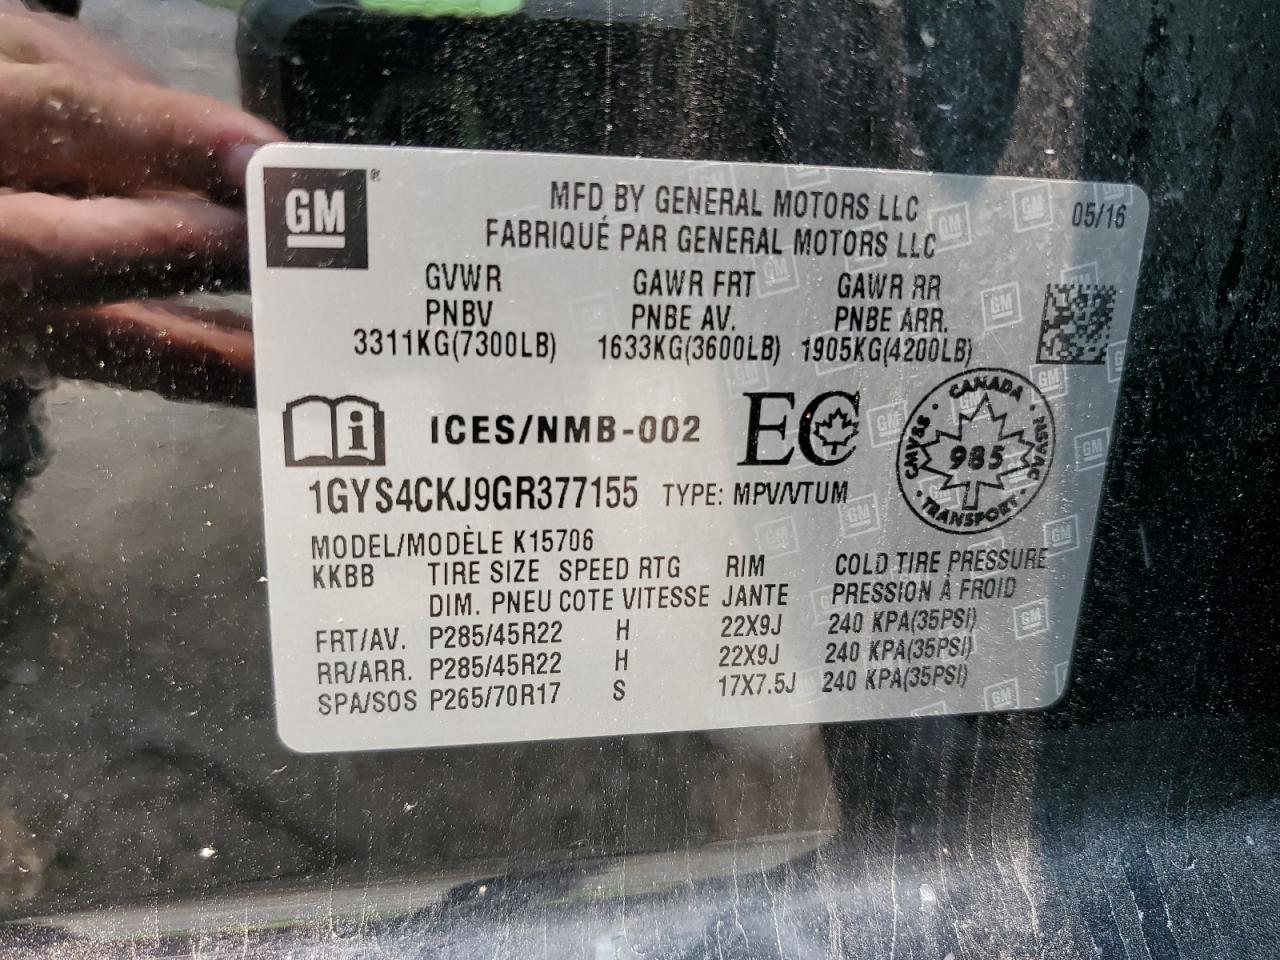 GM ®
MFD BY GENERAL MOTORS LLC
FABRIQUÉ PAR GENERAL MOTORS LLC
05/16
GVWR GAWR FRT GAWR RR
PNBV PNBE AV. PNBE ARR.
3311KG(7300LB) 1633KG(3600LB) 1905KG(4200LB)
i ICES/NMB-002 EC
CANADA
CMVSS 985 NSVAC
TRANSPORT
1GYS4CKJ9GR377155 TYPE: MPV/VTUM
MODEL/MODÈLE K15706
KKBB TIRE SIZE SPEED RTG RIM COLD TIRE PRESSURE
DIM. PNEU COTE VITESSE JANTE PRESSION À FROID
FRT/AV. P285/45R22 H 22X9J 240 KPA(35PSI)
RR/ARR. P285/45R22 H 22X9J 240 KPA(35PSI)
SPA/SOS P265/70R17 S 17X7.5J 240 KPA(35PSI)